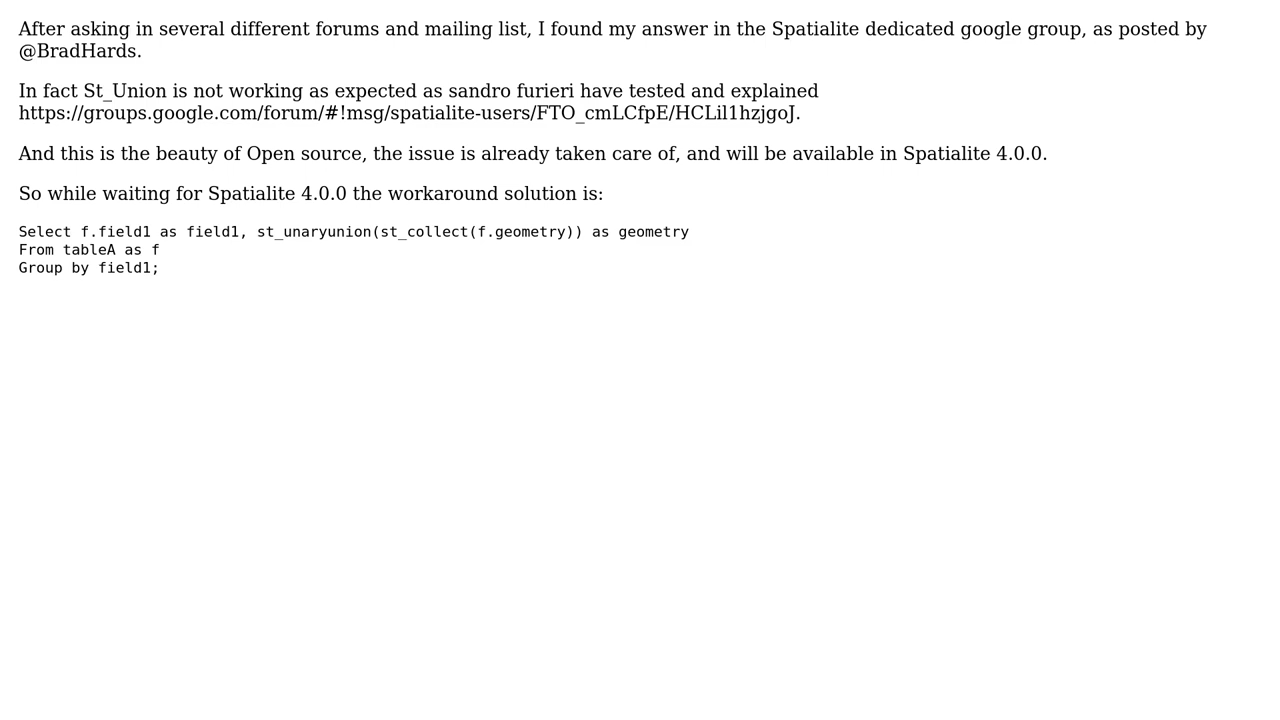 After asking in several different forums and mailing list, I found my answer in the Spatialite dedicated google group, as posted by
@BradHards.
In fact St_Union is not working as expected as sandro furieri have tested and explained
https://groups.google.com/forum/#!msg/spatialite-users/FTO_cmLCfpE/HCLil1hzjgoJ.
And this is the beauty of Open source, the issue is already taken care of, and will be available in Spatialite 4.0.0.
So while waiting for Spatialite 4.0.0 the workaround solution is:
Select f.field1 as field1, st_unaryunion(st_collect(f.geometry)) as geometry
From tableA as f
Group by field1;